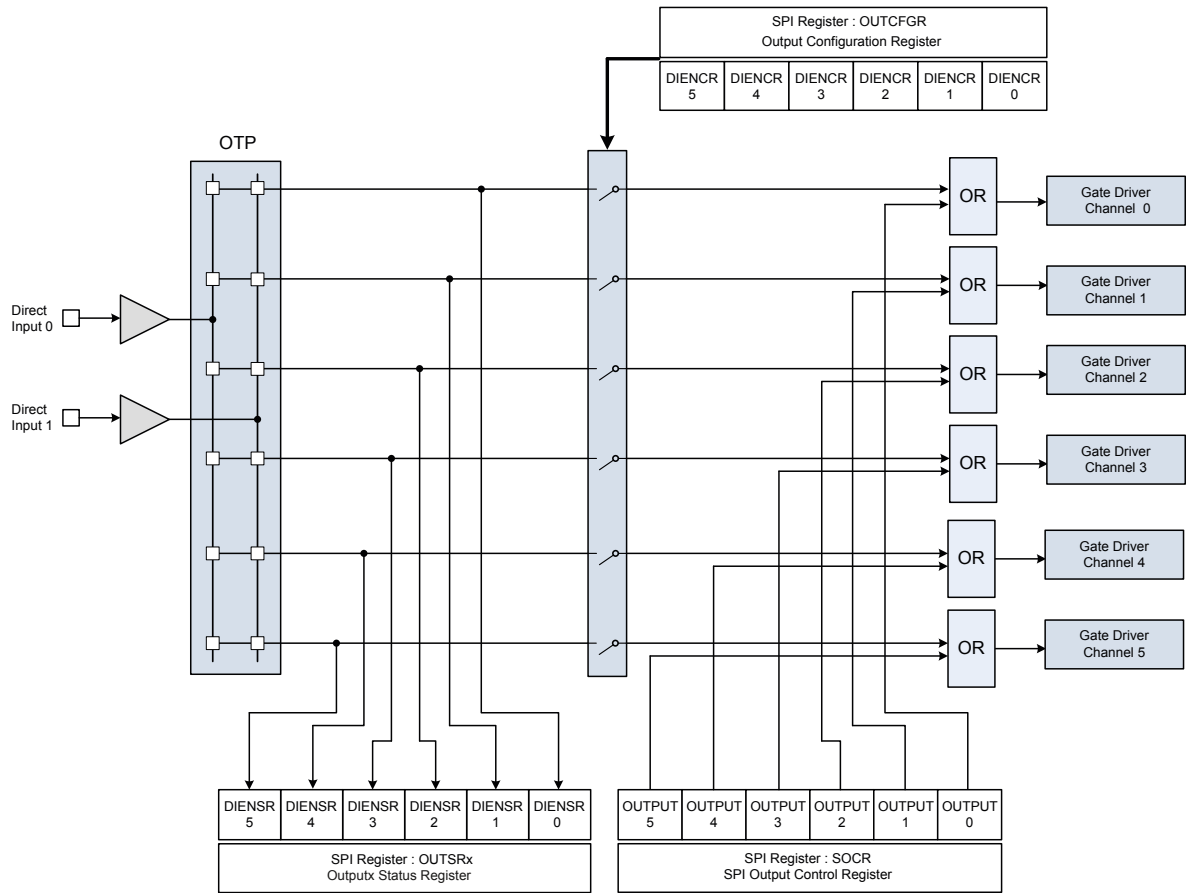 SPI Register : OUTCFGR
Output Configuration Register
DIENCR 5
DIENCR 4
DIENCR 3
DIENCR 2
DIENCR 1
DIENCR 0
OTP
OR
Gate Driver
Channel 0
OR
Gate Driver
Channel 1
Direct
Input 0
OR
Gate Driver
Channel 2
Direct
Input 1
OR
Gate Driver
Channel 3
OR
Gate Driver
Channel 4
OR
Gate Driver
Channel 5
DIENSR 5
DIENSR 4
DIENSR 3
DIENSR 2
DIENSR 1
DIENSR 0
SPI Register : OUTSRx
Outputx Status Register
OUTPUT 5
OUTPUT 4
OUTPUT 3
OUTPUT 2
OUTPUT 1
OUTPUT 0
SPI Register : SOCR
SPI Output Control Register